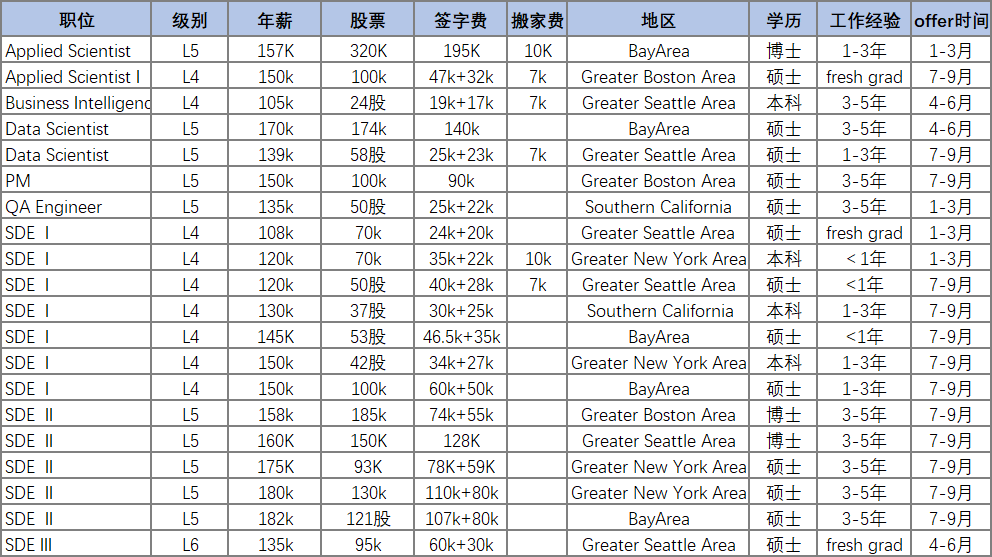 职位 级别 年薪 股票 签字费 搬家费 地区 学历 工作经验 offer时间
Applied Scientist L5 157K 320K 195K 10K BayArea 博士 1-3年 1-3月
Applied Scientist I L4 150k 100k 47k+32k 7k Greater Boston Area 硕士 fresh grad 7-9月
Business Intelligenc L4 105k 24股 19k+17k 7k Greater Seattle Area 本科 3-5年 4-6月
Data Scientist L5 170k 174k 140k BayArea 硕士 3-5年 4-6月
Data Scientist L5 139k 58股 25k+23k 7k Greater Seattle Area 硕士 1-3年 7-9月
PM L5 150k 100k 90k Greater Boston Area 硕士 3-5年 7-9月
QA Engineer L5 135k 50股 25k+22k Southern California 硕士 3-5年 1-3月
SDE Ⅰ L4 108k 70k 24k+20k Greater Seattle Area 硕士 fresh grad 1-3月
SDE Ⅰ L4 120k 70k 35k+22k 10k Greater New York Area 本科 ＜1年 1-3月
SDE Ⅰ L4 120k 50股 40k+28k 7k Greater Seattle Area 硕士 <1年 7-9月
SDE Ⅰ L4 130k 37股 30k+25k Southern California 本科 1-3年 7-9月
SDE Ⅰ L4 145K 53股 46.5k+35k BayArea 硕士 <1年 7-9月
SDE Ⅰ L4 150k 42股 34k+27k Greater New York Area 本科 1-3年 7-9月
SDE Ⅰ L4 150k 100k 60k+50k BayArea 硕士 1-3年 7-9月
SDE Ⅱ L5 158k 185k 74k+55k Greater Boston Area 博士 3-5年 7-9月
SDE Ⅱ L5 160K 150K 128K Greater Seattle Area 博士 3-5年 7-9月
SDE Ⅱ L5 175K 93K 78K+59K Greater New York Area 硕士 3-5年 7-9月
SDE Ⅱ L5 180k 130k 110k+80k Greater New York Area 硕士 3-5年 7-9月
SDE Ⅱ L5 182k 121股 107k+80k BayArea 硕士 3-5年 7-9月
SDE Ⅲ L6 135k 95k 60k+30k Greater Seattle Area 硕士 fresh grad 4-6月